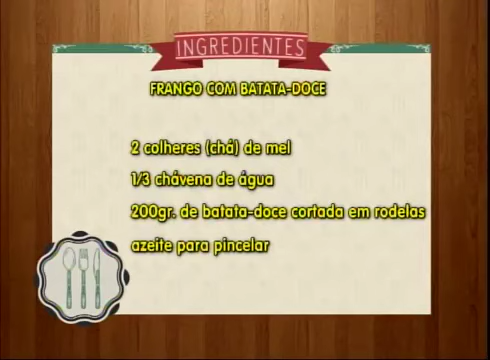 INGREDIENTES
FRANGO COM BATATA-DOCE
2 colheres (chá) de mel
1/3 chávena de água
200gr. de batata-doce cortada em rodelas
azeite para pincelar